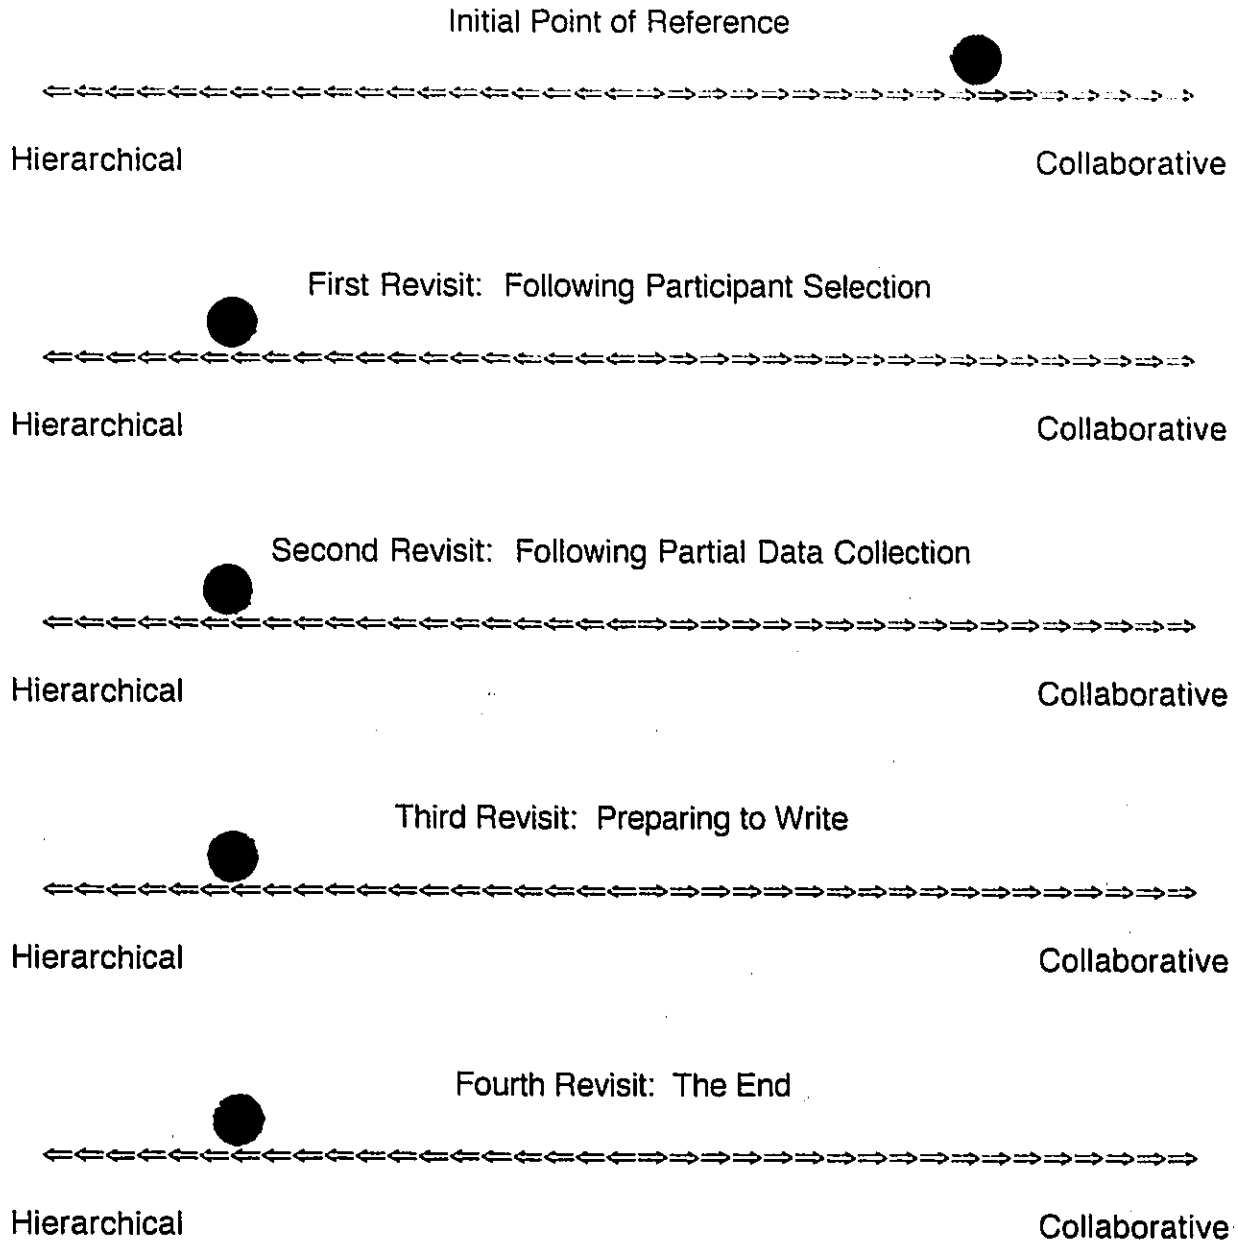 Initial Point of Reference
Hierarchical Collaborative
First Revisit: Following Participant Selection
Hierarchical Collaborative
Second Revisit: Following Partial Data Collection
Hierarchical Collaborative
Third Revisit: Preparing to Write
Hierarchical Collaborative
Fourth Revisit: The End
Hierarchical Collaborative